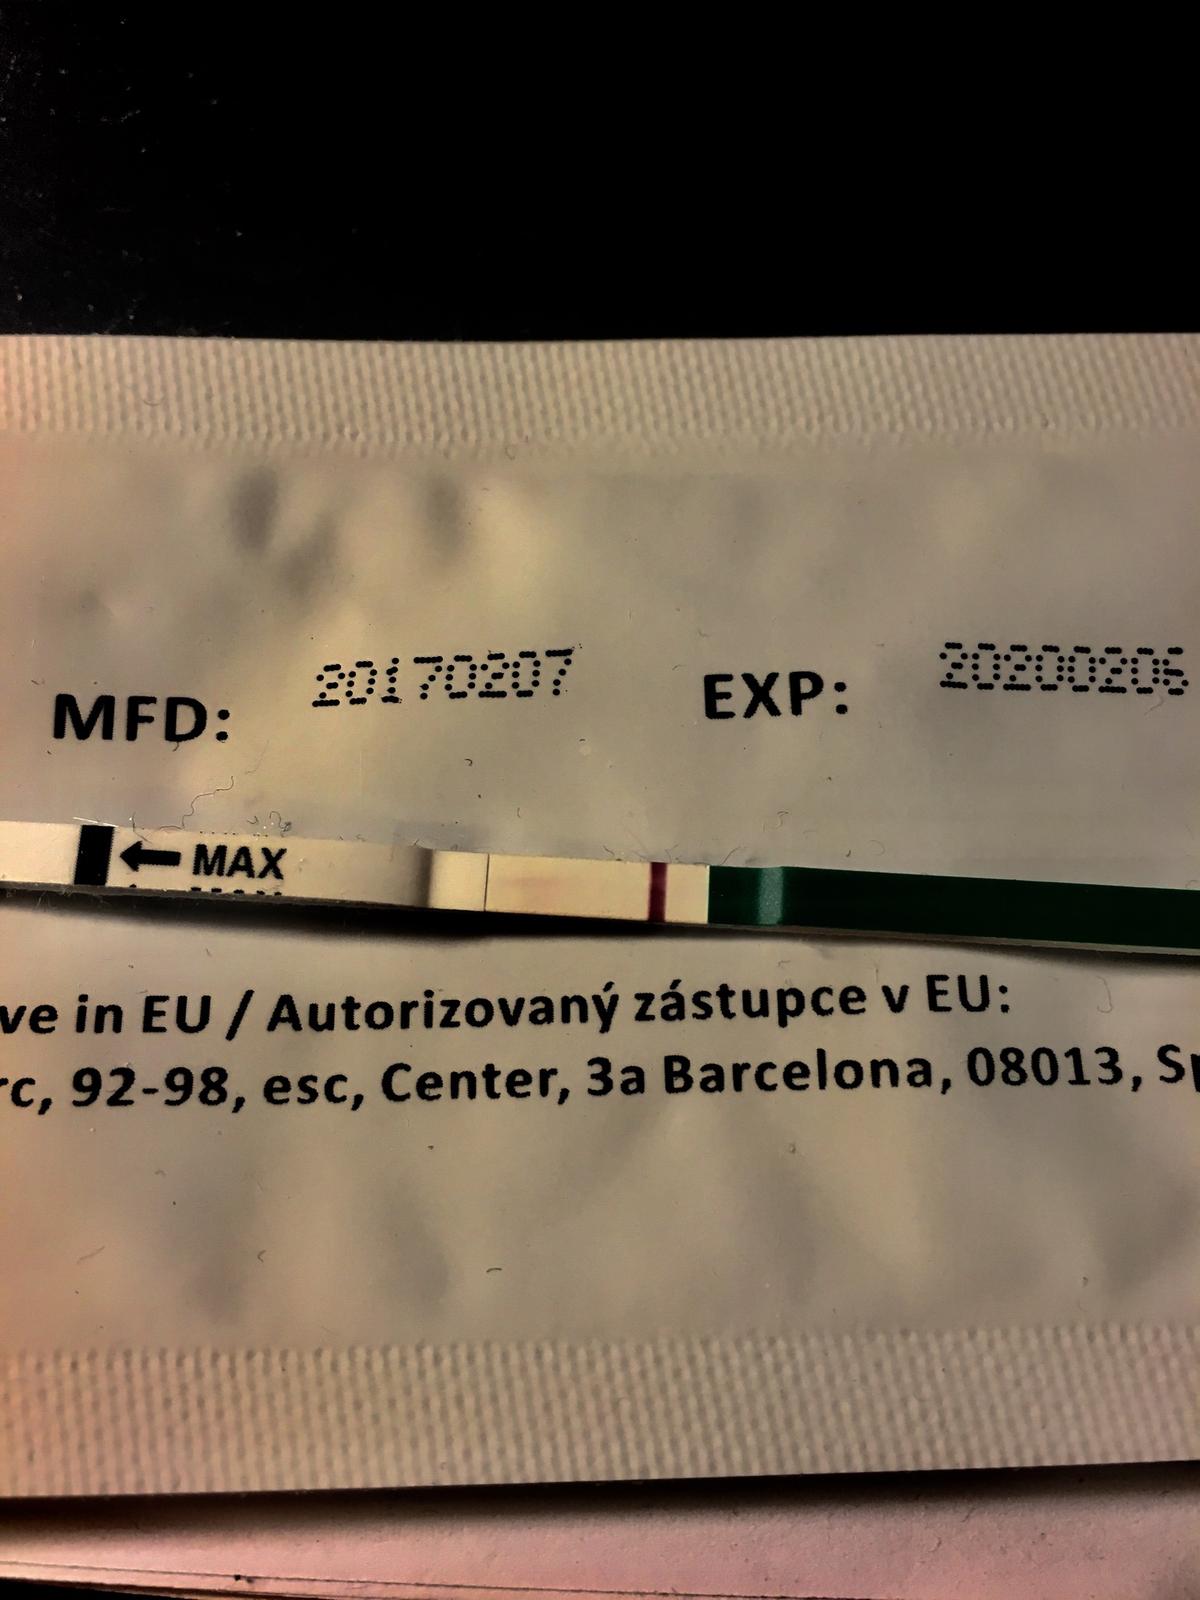 MFD: 20170207 EXP: 20200206
MAX
ve in EU / Autorizovaný zástupce v EU:
rc, 92-98, esc, Center, 3a Barcelona, 08013, Sp